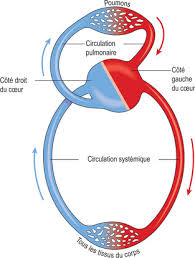 Poumons
Circulation
pulmonaire
Côté droit
du cœur
Côté
gauche
du cœur
Circulation systémique
Tous les tissus du corps